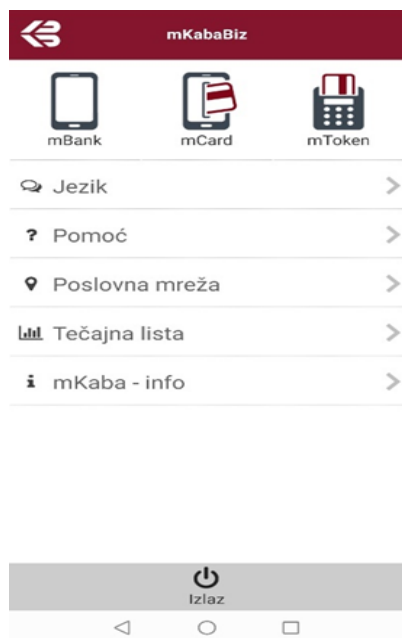 mKabaBiz
mBank mCard mToken
Jezik
? Pomoć
Poslovna mreža
Tečajna lista
i mKaba - info
Izlaz